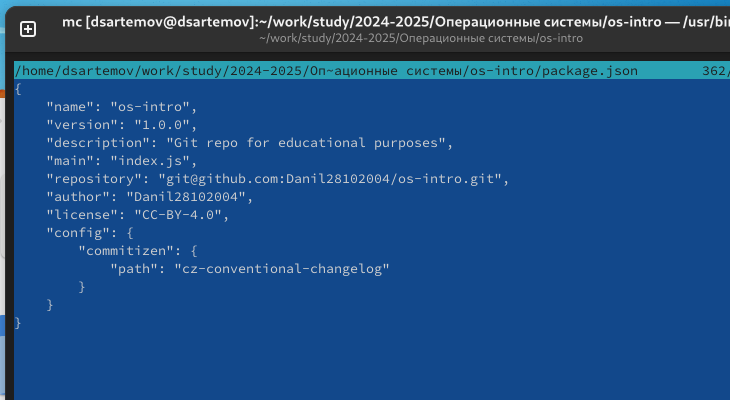 mc [dsartemov@dsartemov]:~/work/study/2024-2025/Операционные системы/os-intro — /usr/bin
~/work/study/2024-2025/Операционные системы/os-intro
/home/dsartemov/work/study/2024-2025/Оп~ационные системы/os-intro/package.json 362/
{
"name": "os-intro",
"version": "1.0.0",
"description": "Git repo for educational purposes",
"main": "index.js",
"repository": "git@github.com:Danil28102004/os-intro.git",
"author": "Danil28102004",
"license": "CC-BY-4.0",
"config": {
"commitizen": {
"path": "cz-conventional-changelog"
}
}
}